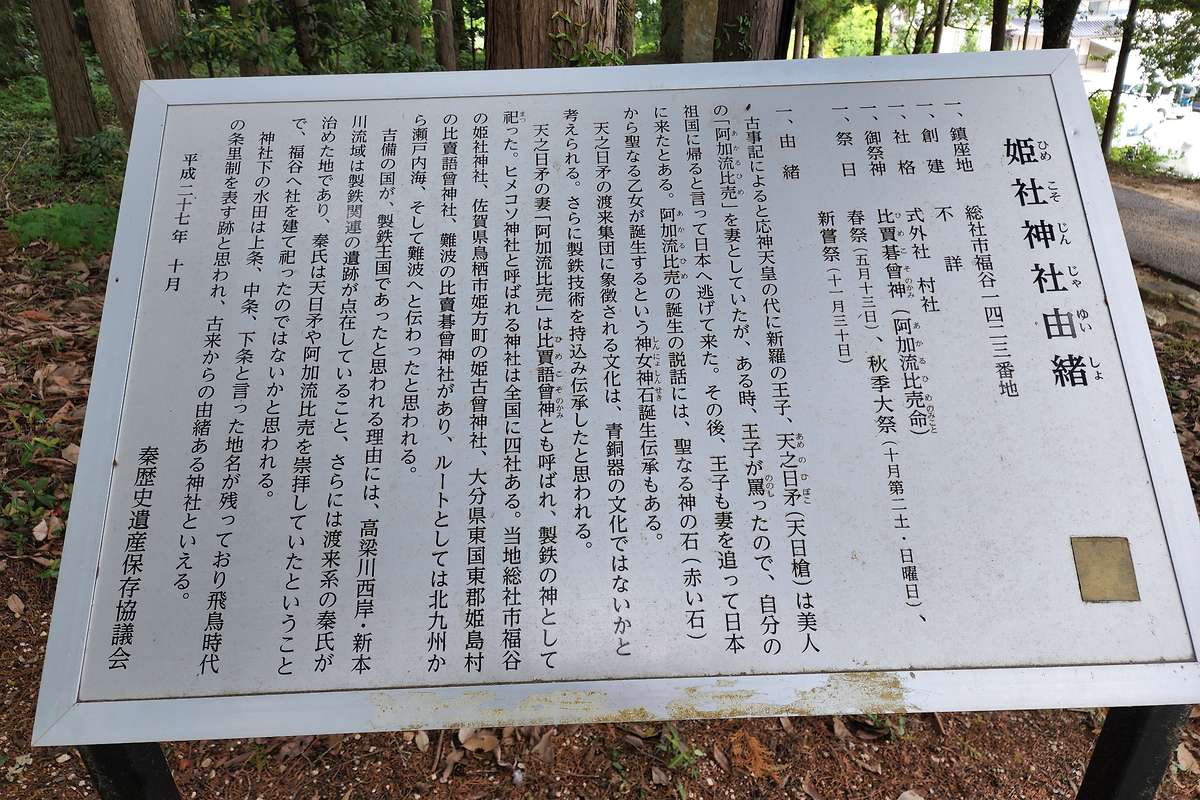 姫社神社由緒
一、鎮座地　総社市福谷一四二三番地
一、創建　不詳
一、社格　式外社　村社
一、御祭神　比賣碁曾神（阿加流比売命）
一、祭日　春祭（五月十三日）、秋季大祭（十月第二土・日曜日）、
新嘗祭（十一月三十日）
一、由緒
古事記によると応神天皇の代に新羅の王子、天之日矛（天日槍）は美人
の「阿加流比売」を妻としていたが、ある時、王子が罵ったので、自分の
祖国に帰ると言って日本へ逃げて来た。その後、王子も妻を追って日本
に来たとある。阿加流比売の誕生の説話には、聖なる神の石（赤い石）
から聖なる乙女が誕生するという神女神石誕生伝承もある。
天之日矛の渡来集団に象徴される文化は、青銅器の文化ではないかと
考えられる。さらに製鉄技術を持込み伝承したと思われる。
天之日矛の妻「阿加流比売」は比賣語曾神とも呼ばれ、製鉄の神として
祀った。ヒメコソ神社と呼ばれる神社は全国に四社ある。当地総社市福谷
の姫社神社、佐賀県鳥栖市姫方町の姫古曾神社、大分県東国東郡姫島村
の比賣語曾神社、難波の比賣碁曾神社があり、ルートとしては北九州か
ら瀬戸内海、そして難波へと伝わったと思われる。
吉備の国が、製鉄王国であったと思われる理由には、高梁川西岸・新本
川流域は製鉄関連の遺跡が点在していること、さらには渡来系の秦氏が
治めた地であり、秦氏は天日矛や阿加流比売を崇拝していたということ
で、福谷へ社を建て祀ったのではないかと思われる。
神社下の水田は上条、中条、下条と言った地名が残っており飛鳥時代
の条里制を表す跡と思われ、古来からの由緒ある神社といえる。
平成二十七年　十月
秦歴史遺産保存協議会